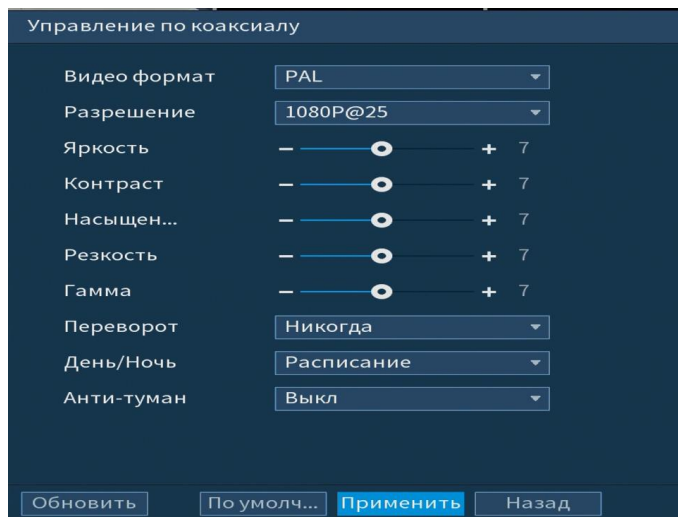 Управление по коаксиалу
Видео формат PAL
Разрешение 1080P@25
Яркость − + 7
Контраст − + 7
Насыщен... − + 7
Резкость − + 7
Гамма − + 7
Переворот Никогда
День/Ночь Расписание
Анти-туман Выкл
Обновить По умолч... Применить Назад